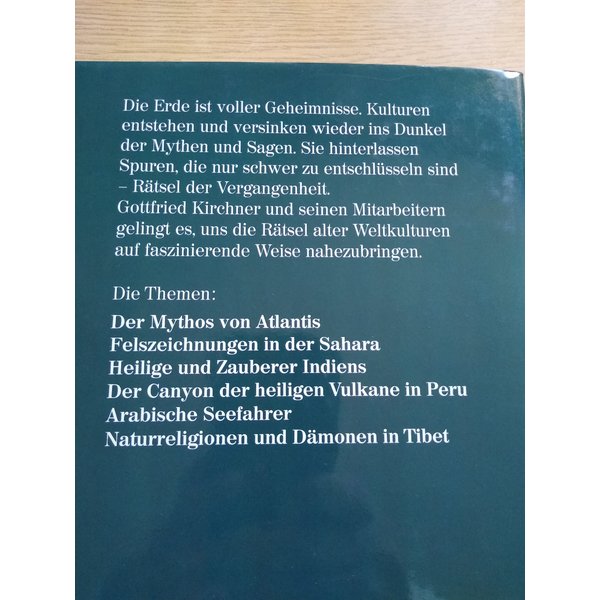 Die Erde ist voller Geheimnisse. Kulturen
entstehen und versinken wieder ins Dunkel
der Mythen und Sagen. Sie hinterlassen
Spuren, die nur schwer zu entschlüsseln sind
– Rätsel der Vergangenheit.
Gottfried Kirchner und seinen Mitarbeitern
gelingt es, uns die Rätsel alter Weltkulturen
auf faszinierende Weise nahezubringen.
Die Themen:
Der Mythos von Atlantis
Felszeichnungen in der Sahara
Heilige und Zauberer Indiens
Der Canyon der heiligen Vulkane in Peru
Arabische Seefahrer
Naturreligionen und Dämonen in Tibet